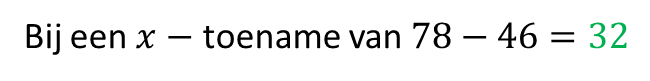 Bij een x − toename van 78 − 46 = 32